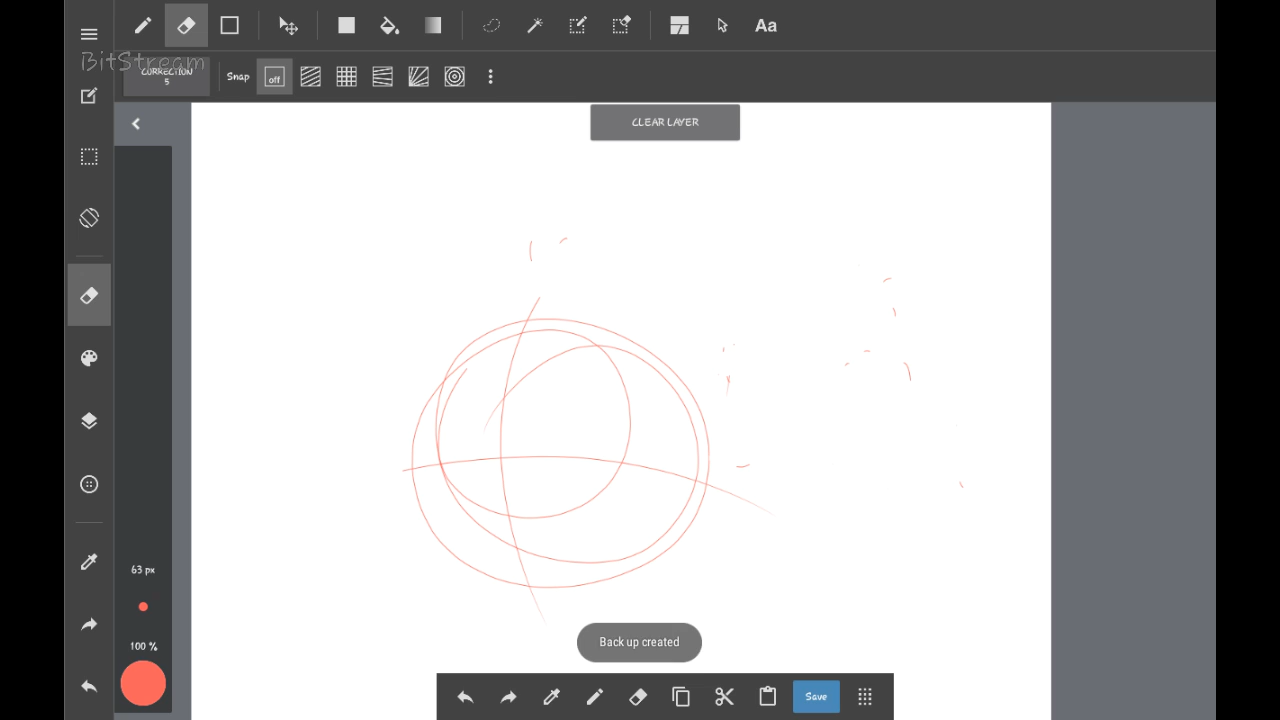 BitStream
CORRECTION
5
Snap
off
Aa
CLEAR LAYER
63 px
100 %
Back up created
Save